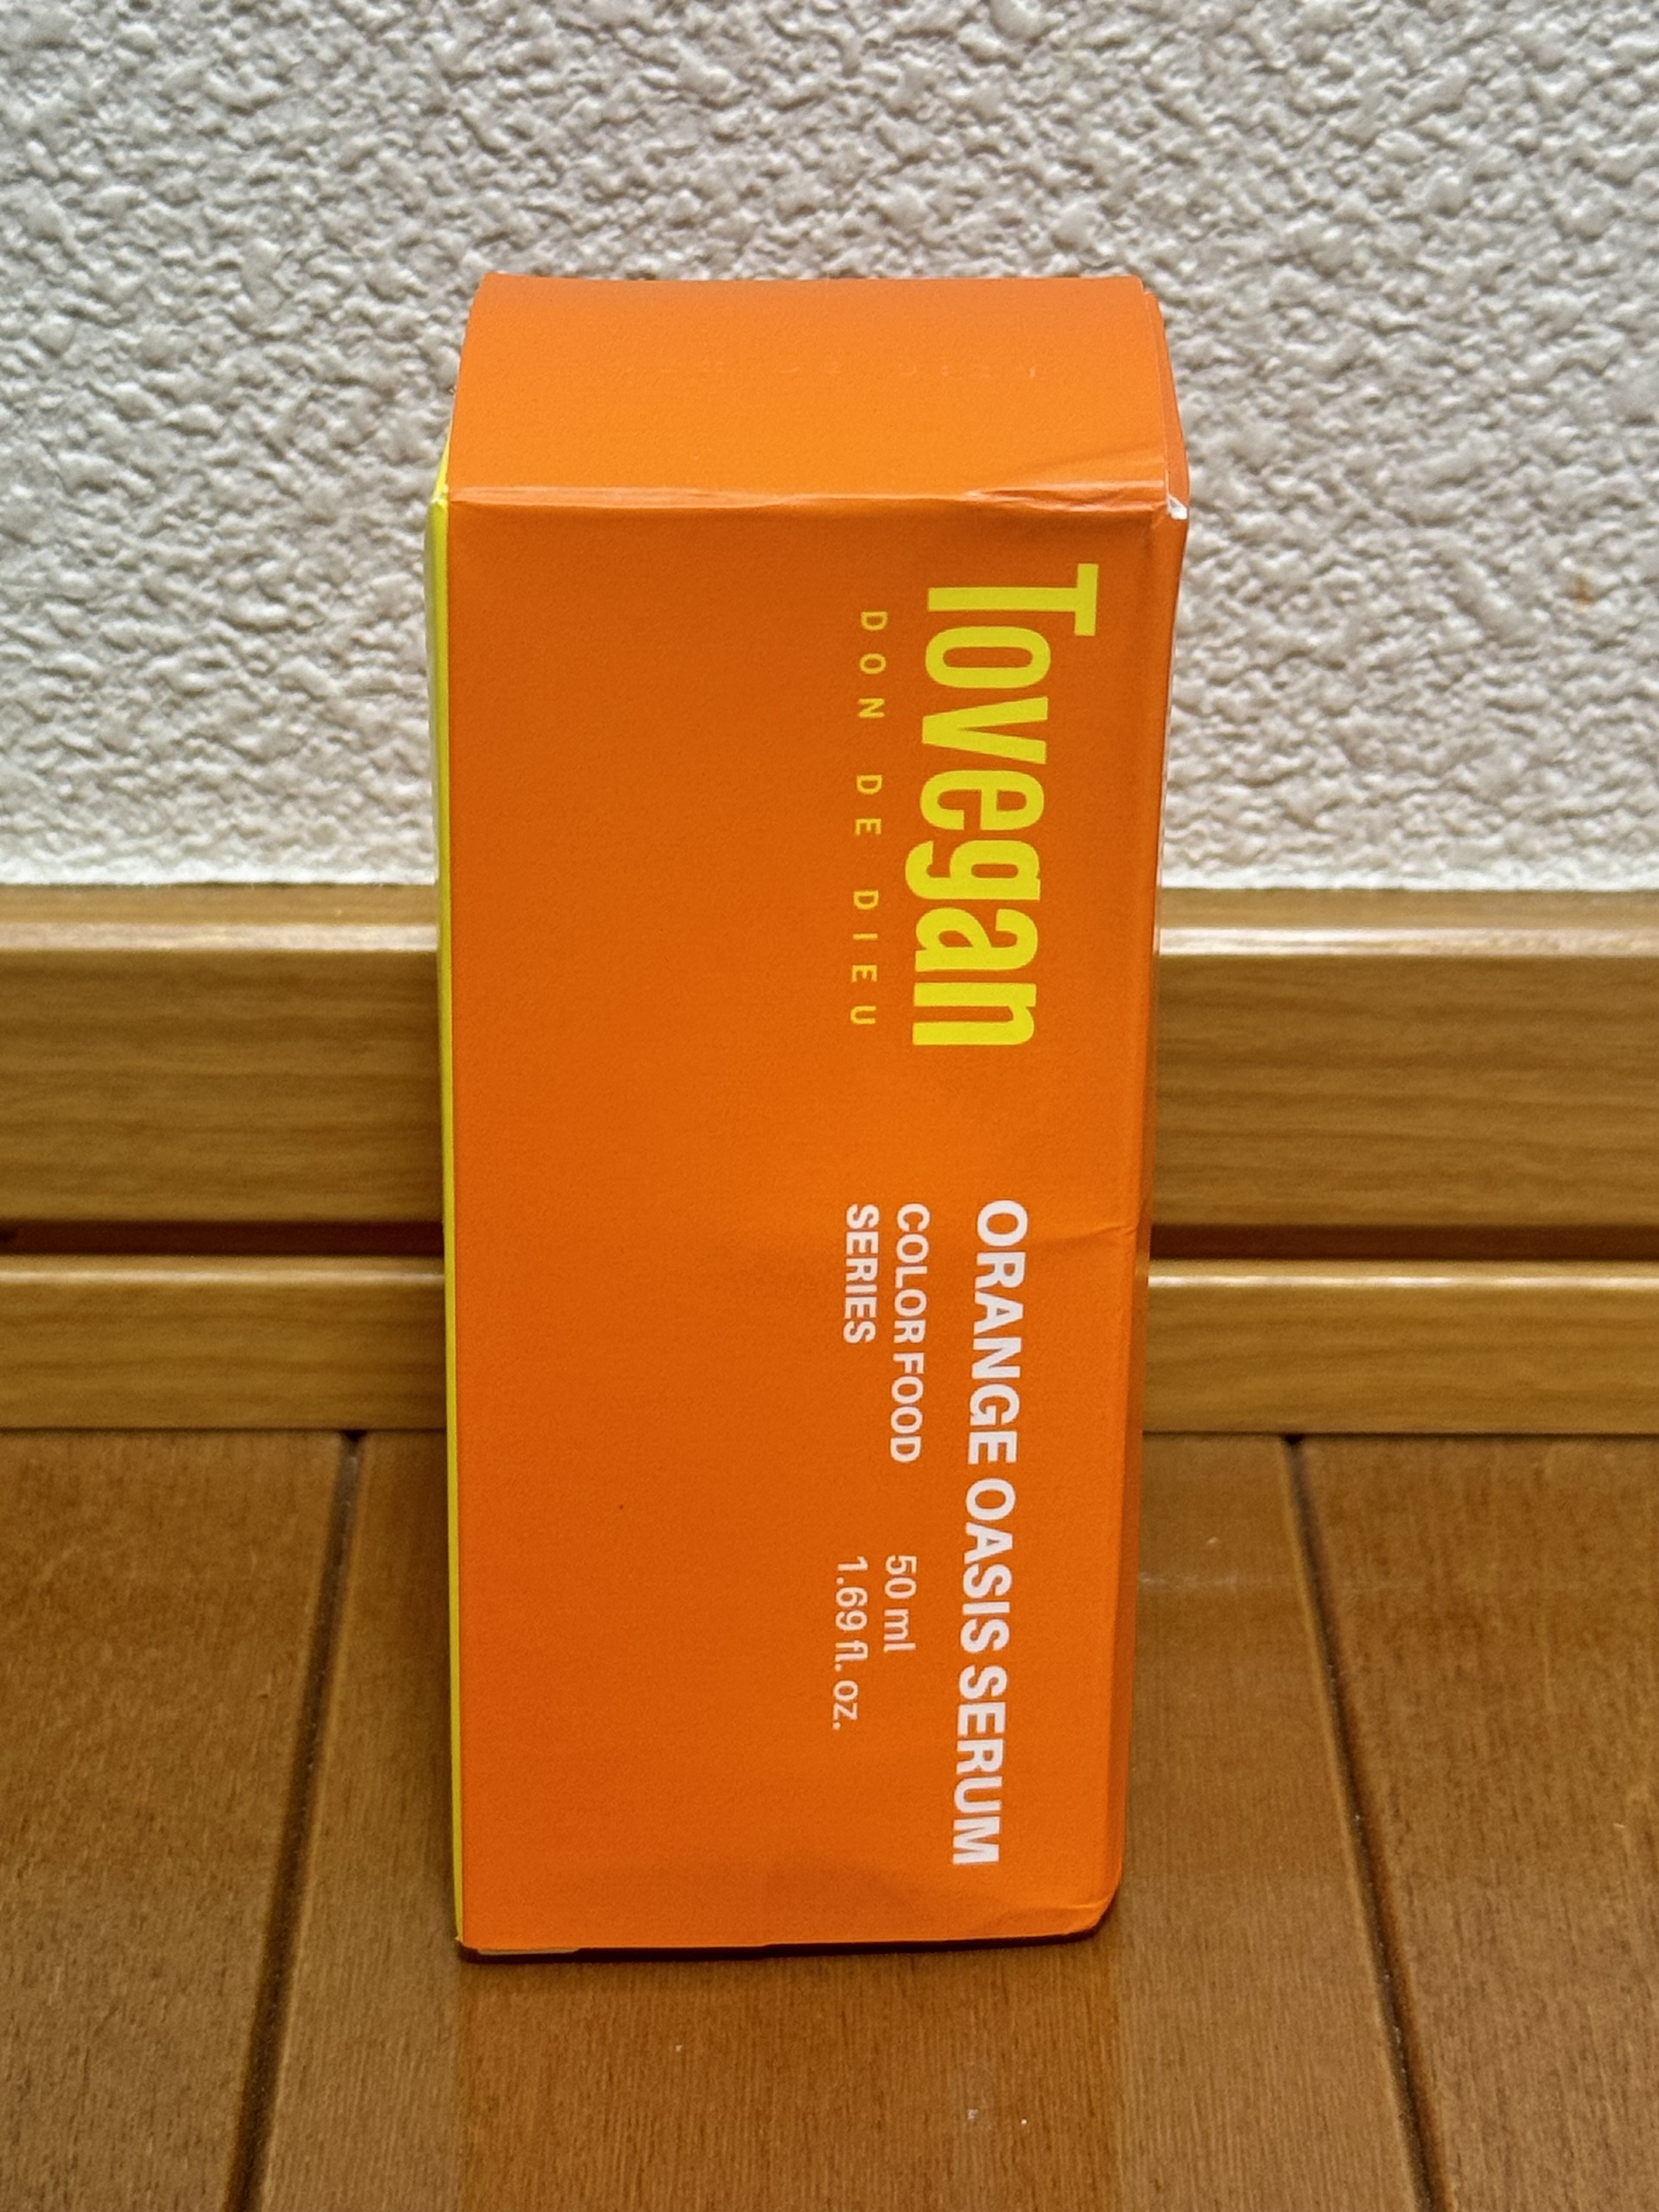 Tovegan
DON DE DIEU
ORANGE OASIS SERUM
COLOR FOOD
SERIES
50 ml
1.69 fl. oz.